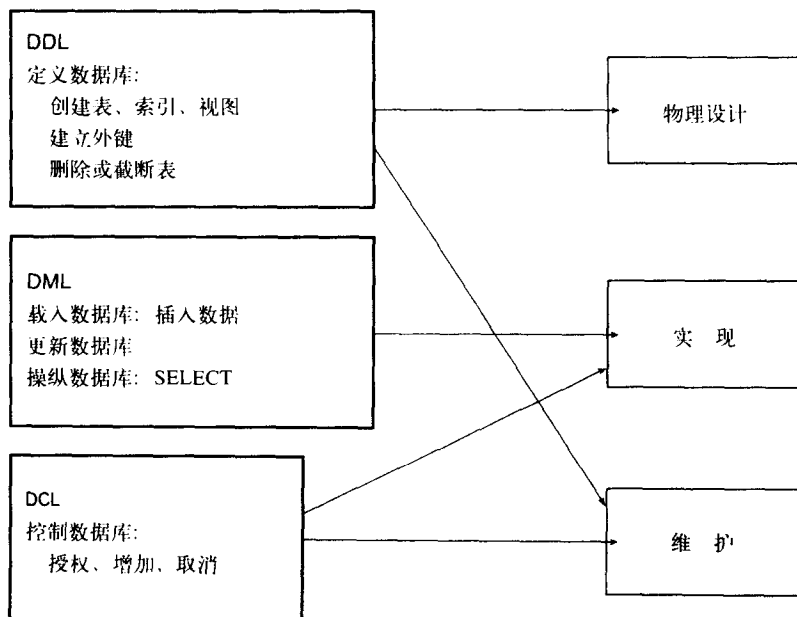 DDL
定义数据库:
创建表、索引、视图
建立外键
删除或截断表
物理设计
DML
载入数据库: 插入数据
更新数据库
操纵数据库: SELECT
实 现
DCL
控制数据库:
授权、增加、取消
维 护